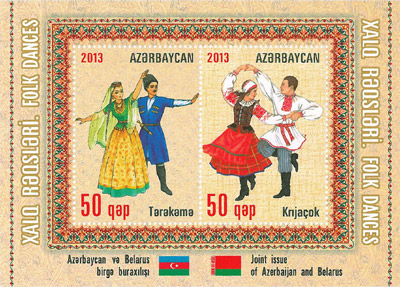 XALQ RƏQSLƏRİ. FOLK DANCES
2013 AZƏRBAYCAN
50 qəp
Tərəkəmə
2013 AZƏRBAYCAN
50 qəp
Krıjaçok
XALQ RƏQSLƏRİ. FOLK DANCES
Azərbaycan və Belarus
birgə buraxılışı
Joint issue
of Azerbaijan and Belarus